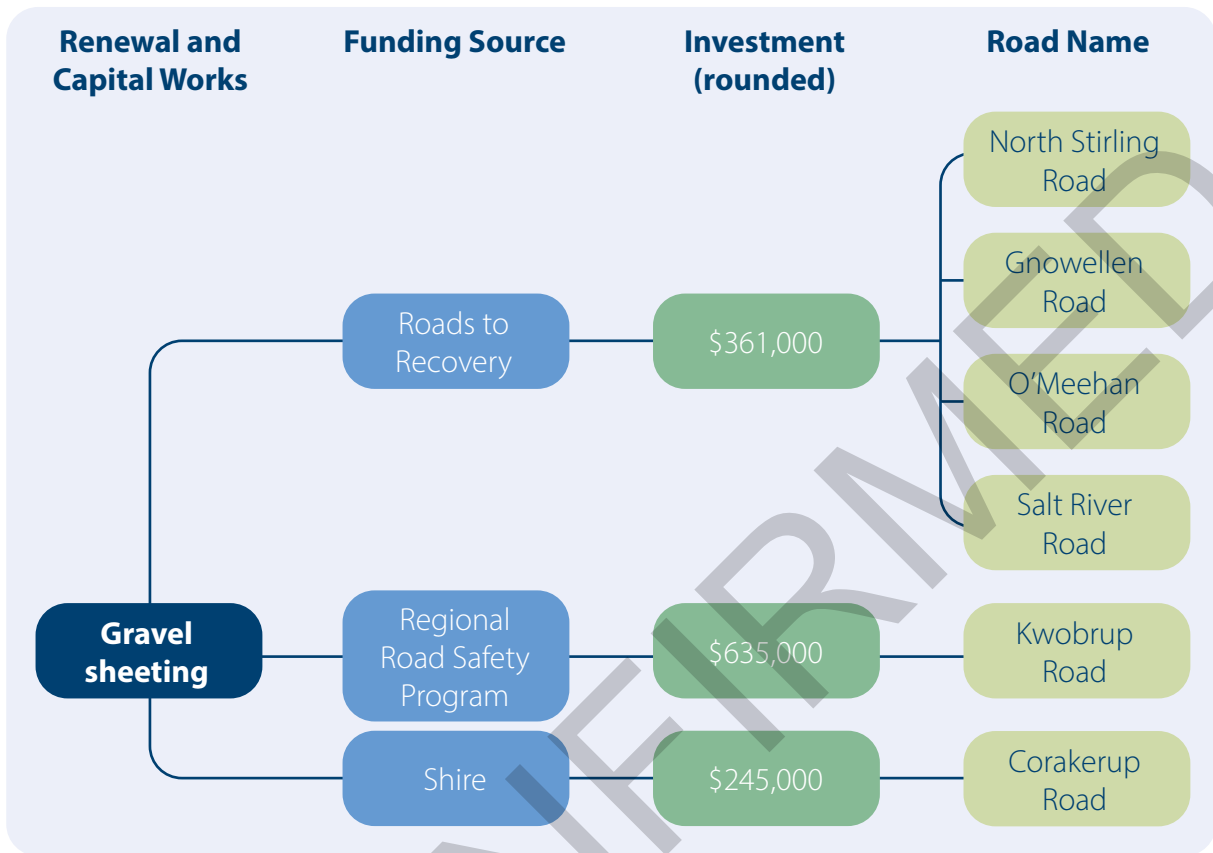 Renewal and
Capital Works
Funding Source
Investment
(rounded)
Road Name
Gravel
sheeting
Roads to
Recovery
$361,000
North Stirling
Road
Gnowellen
Road
O'Meehan
Road
Salt River
Road
Regional
Road Safety
Program
$635,000
Kwobrup
Road
Shire
$245,000
Corakerup
Road